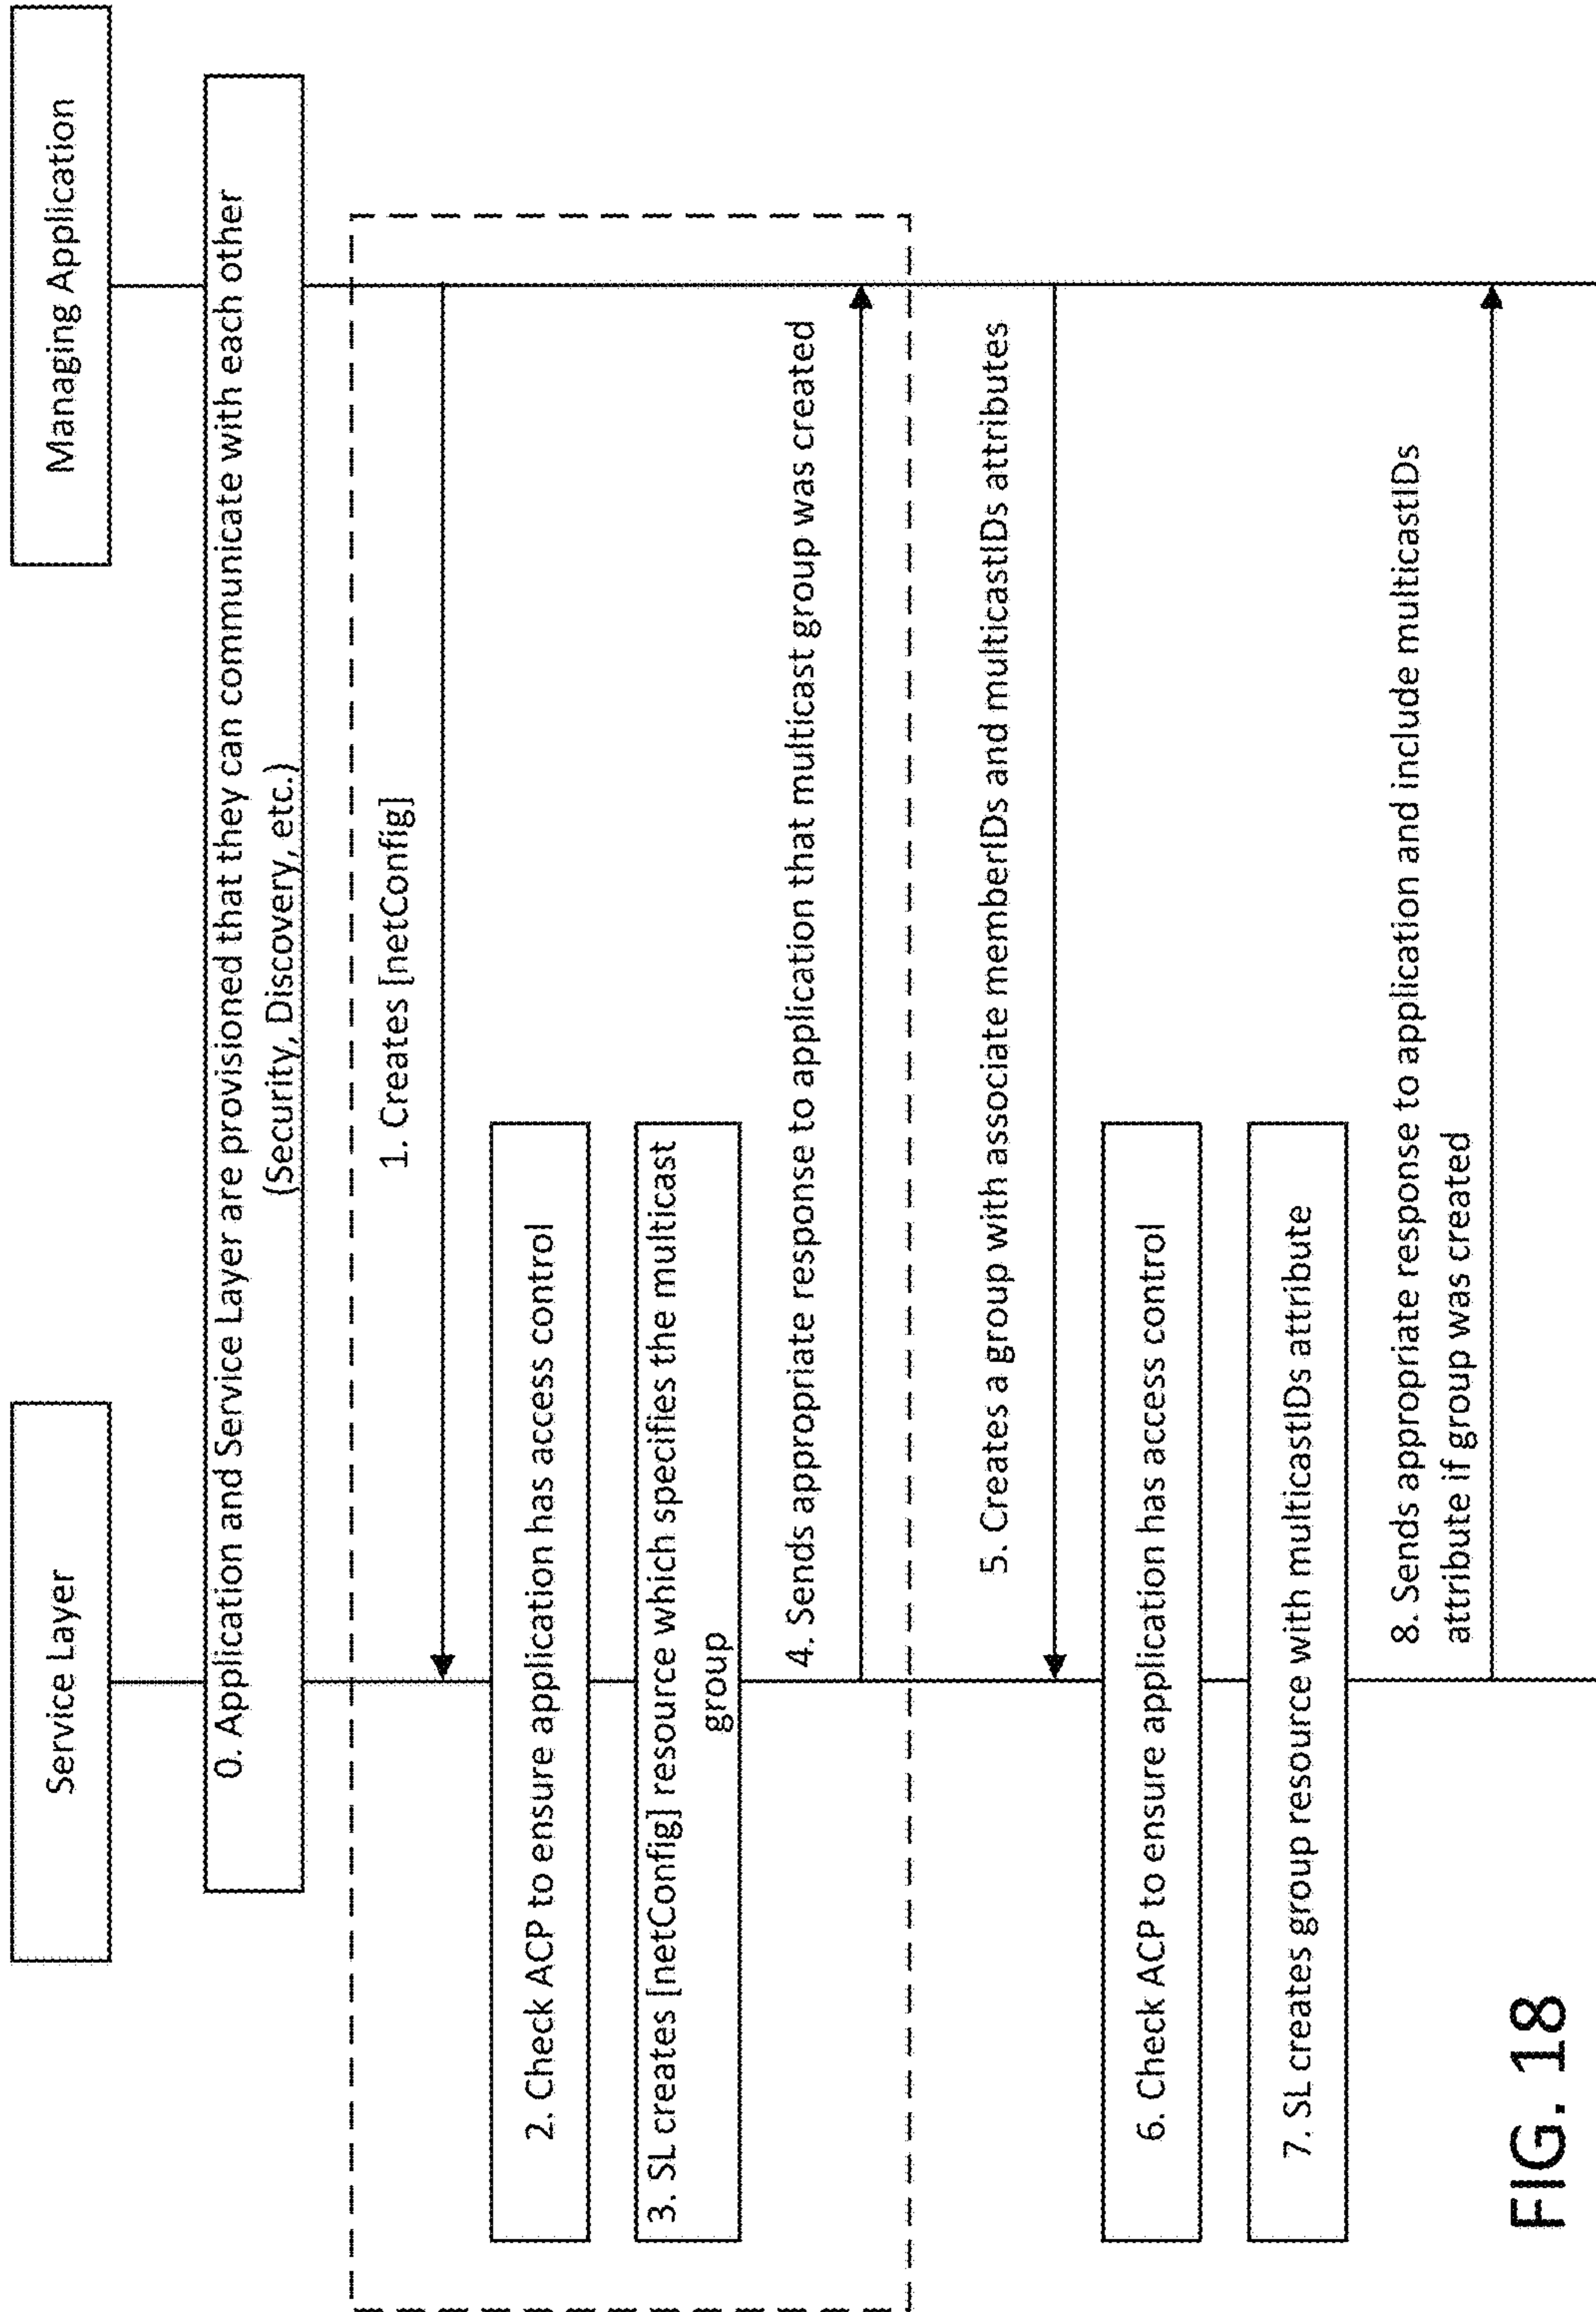 Service Layer
Managing Application
0. Application and Service Layer are provisioned that they can communicate with each other
(Security, Discovery, etc.)
1. Creates [netConfig]
2. Check ACP to ensure application has access control
3. SL creates [netConfig] resource which specifies the multicast
group
4. Sends appropriate response to application that multicast group was created
5. Creates a group with associate memberIDs and multicastIDs attributes
6. Check ACP to ensure application has access control
7. SL creates group resource with multicastIDs attribute
8. Sends appropriate response to application and include multicastIDs
attribute if group was created
FIG. 18